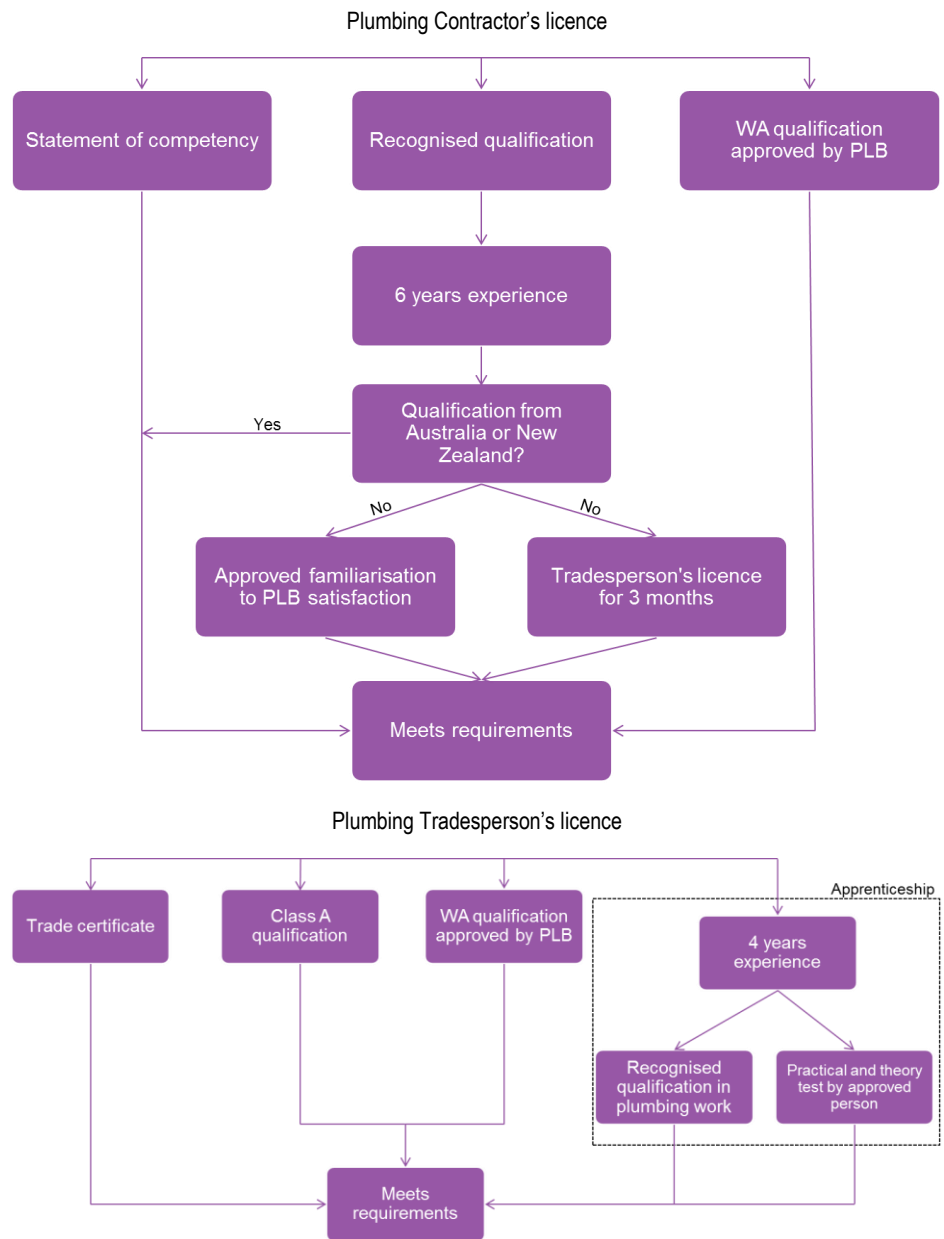 Plumbing Contractor’s licence
Statement of competency
Recognised qualification
WA qualification
approved by PLB
6 years experience
Qualification from
Australia or New
Zealand?
Yes
No
No
Approved familiarisation
to PLB satisfaction
Tradesperson's licence
for 3 months
Meets requirements
Plumbing Tradesperson’s licence
Apprenticeship
Trade certificate
Class A
qualification
WA qualification
approved by PLB
4 years
experience
Recognised
qualification in
plumbing work
Practical and theory
test by approved
person
Meets
requirements